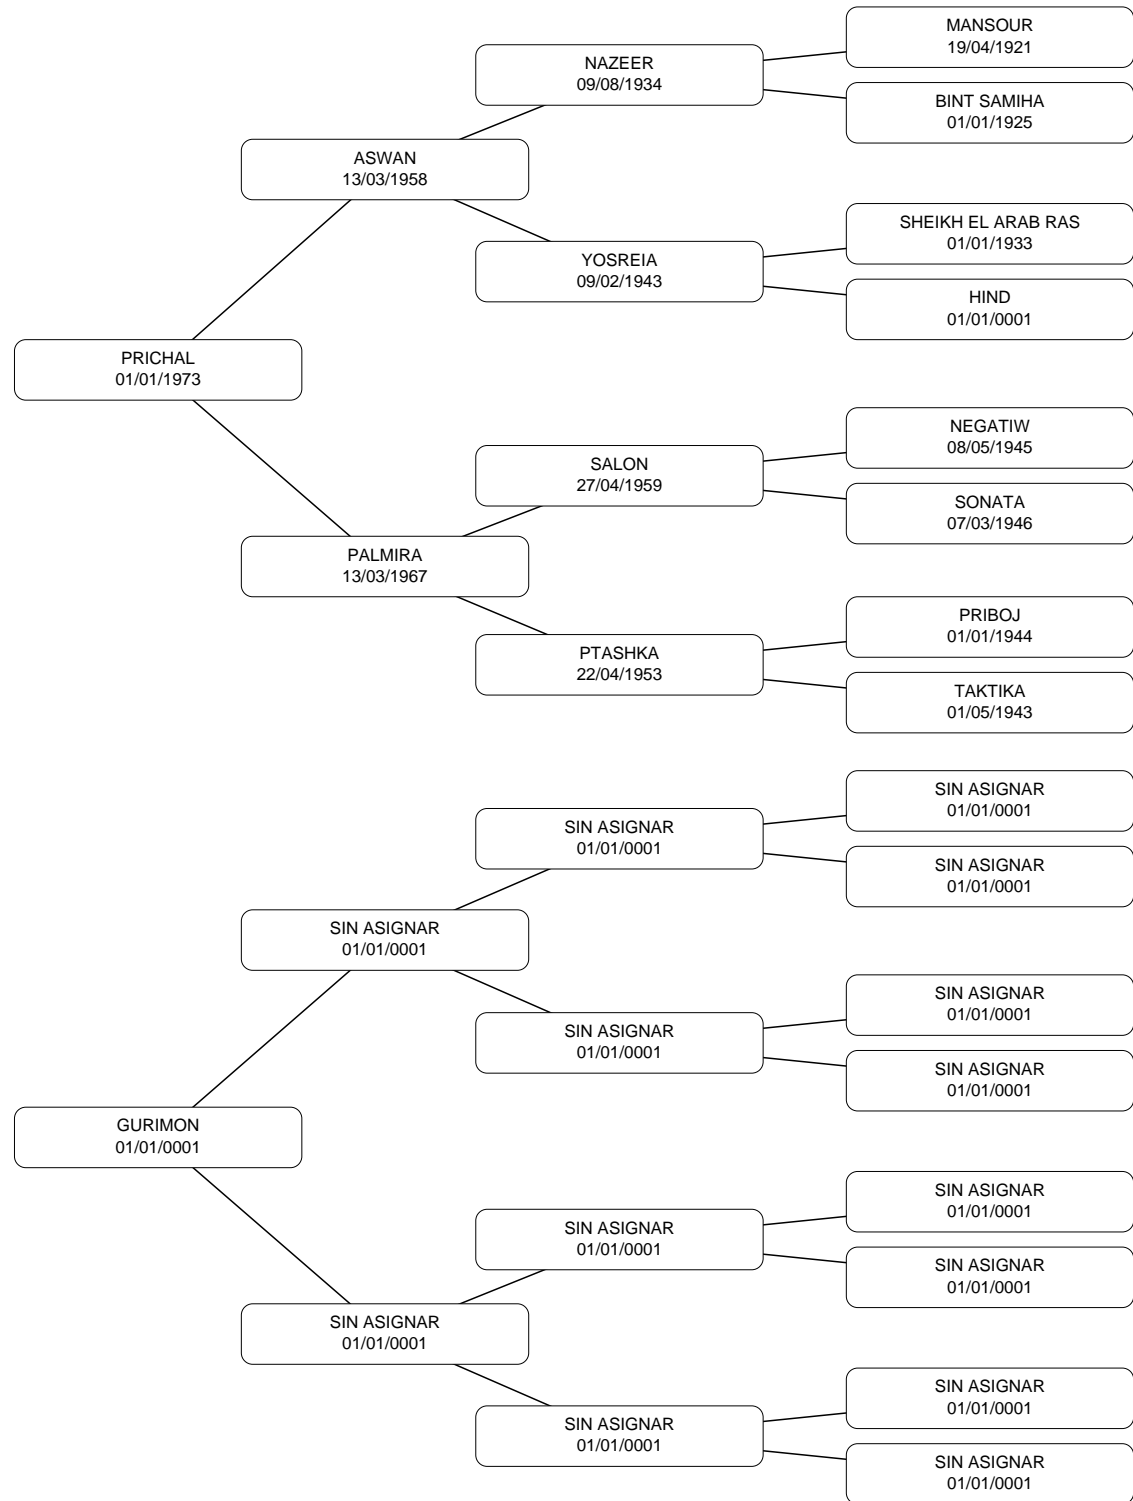 MANSOUR
19/04/1921
NAZEER
09/08/1934
BINT SAMIHA
01/01/1925
ASWAN
13/03/1958
SHEIKH EL ARAB RAS
01/01/1933
YOSREIA
09/02/1943
HIND
01/01/0001
PRICHAL
01/01/1973
NEGATIW
08/05/1945
SALON
27/04/1959
SONATA
07/03/1946
PALMIRA
13/03/1967
PRIBOJ
01/01/1944
PTASHKA
22/04/1953
TAKTIKA
01/05/1943
SIN ASIGNAR
01/01/0001
SIN ASIGNAR
01/01/0001
SIN ASIGNAR
01/01/0001
SIN ASIGNAR
01/01/0001
SIN ASIGNAR
01/01/0001
SIN ASIGNAR
01/01/0001
SIN ASIGNAR
01/01/0001
GURIMON
01/01/0001
SIN ASIGNAR
01/01/0001
SIN ASIGNAR
01/01/0001
SIN ASIGNAR
01/01/0001
SIN ASIGNAR
01/01/0001
SIN ASIGNAR
01/01/0001
SIN ASIGNAR
01/01/0001
SIN ASIGNAR
01/01/0001